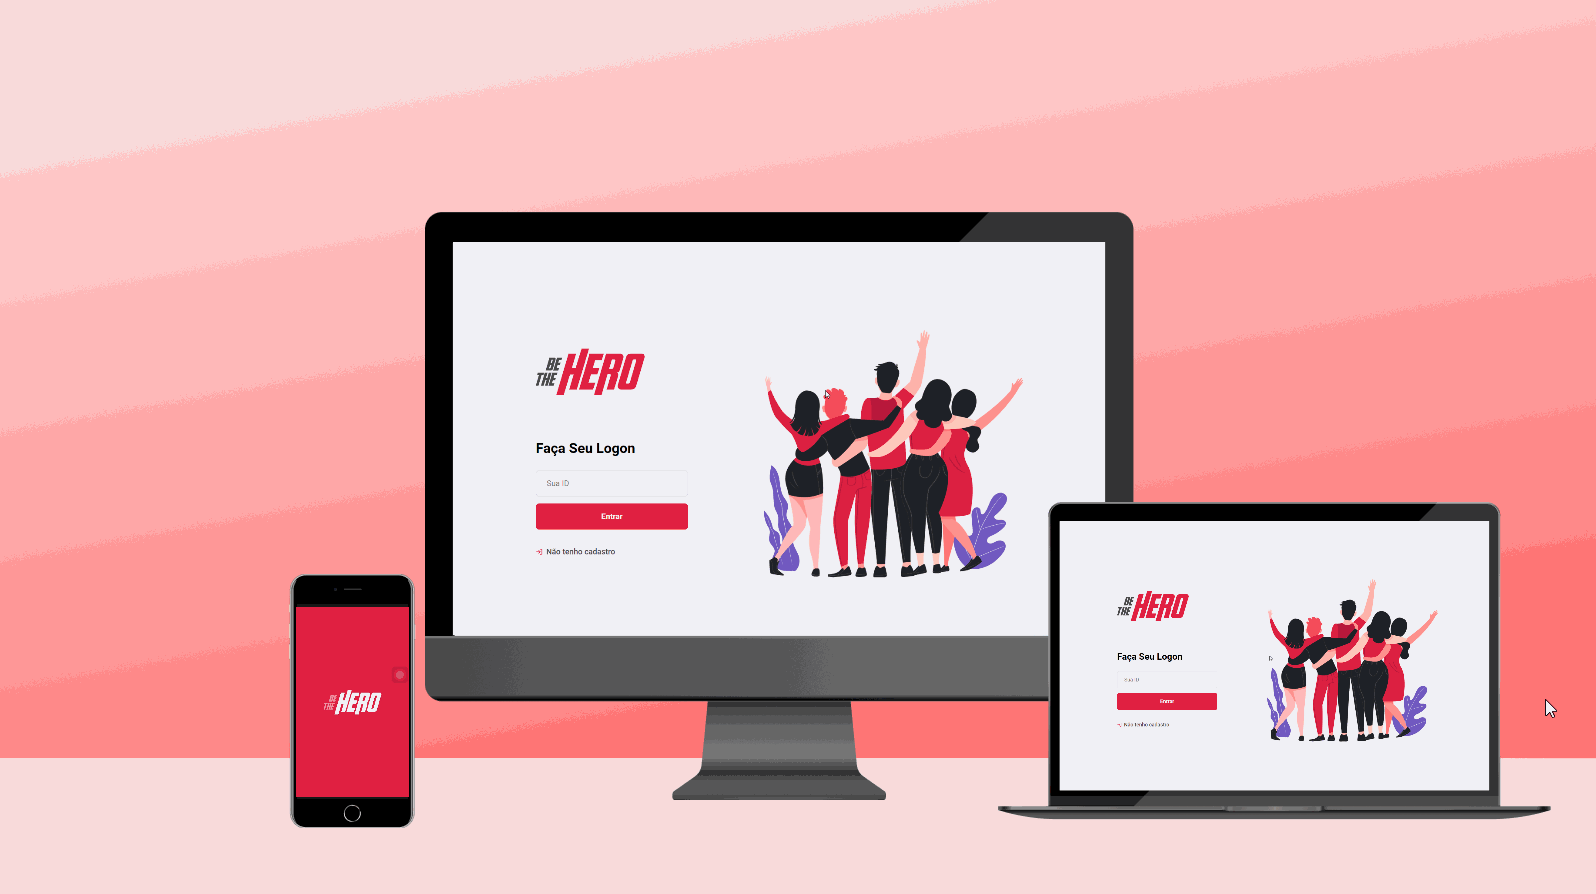 BE
THE HERO
Faça Seu Logon
Sua ID
Entrar
Não tenho cadastro
BE
THE HERO
BE
THE HERO
Faça Seu Logon
Sua ID
Entrar
Não tenho cadastro